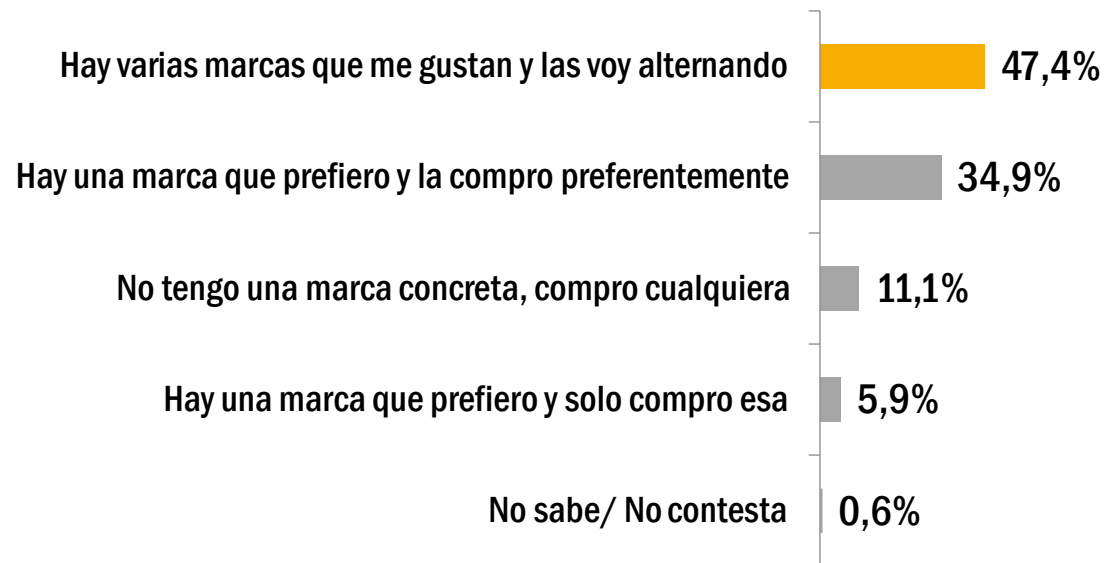 Hay varias marcas que me gustan y las voy alternando 47,4%
Hay una marca que prefiero y la compro preferentemente 34,9%
No tengo una marca concreta, compro cualquiera 11,1%
Hay una marca que prefiero y solo compro esa 5,9%
No sabe/ No contesta 0,6%